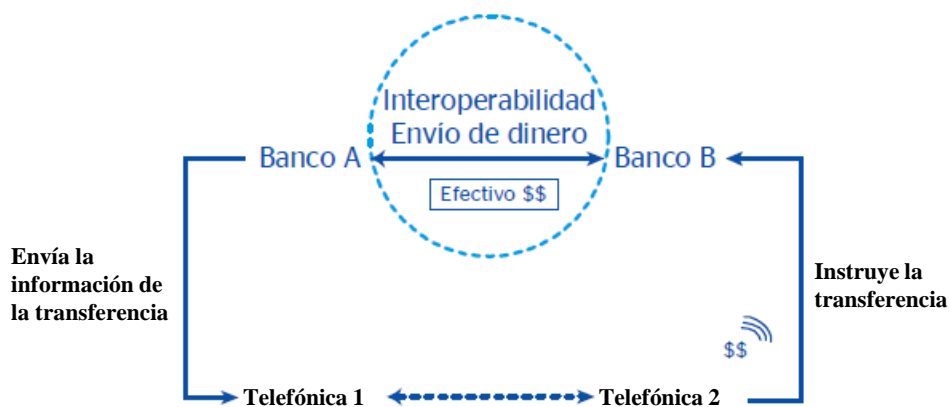 Interoperabilidad
Envío de dinero
Banco A
Banco B
Efectivo $$
Envía la
información de
la transferencia
Instruye la
transferencia
$$
Telefónica 1
Telefónica 2